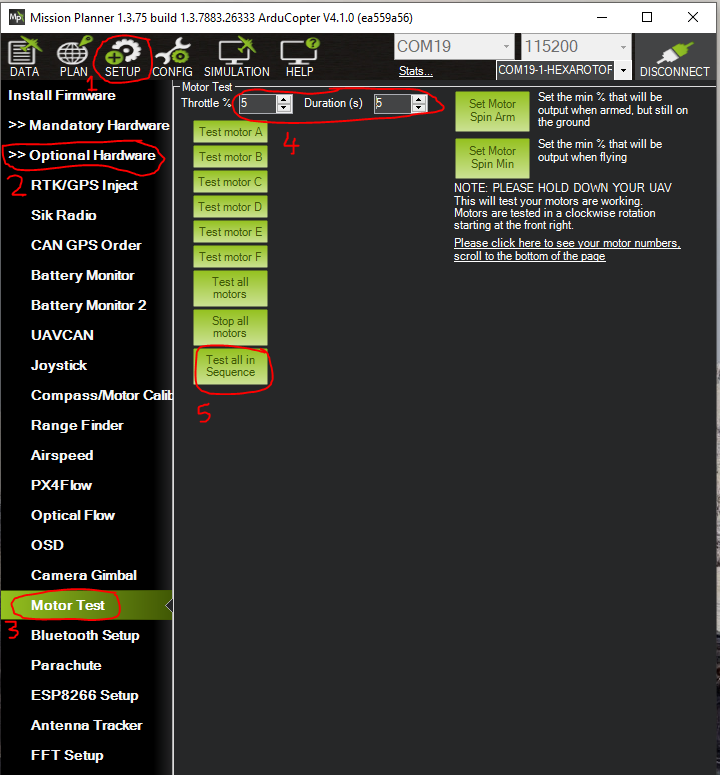 Mission Planner 1.3.75 build 1.3.7883.26333 ArduCopter V4.1.0 (ea559a56)
DATA
PLAN
SETUP
CONFIG
SIMULATION
HELP
COM19
115200
Stats...
COM19-1-HEXAROTOF
DISCONNECT
1
Install Firmware
>> Mandatory Hardware
>> Optional Hardware
2
RTK/GPS Inject
Sik Radio
CAN GPS Order
Battery Monitor
Battery Monitor 2
UAVCAN
Joystick
Compass/Motor Calib
Range Finder
Airspeed
PX4Flow
Optical Flow
OSD
Camera Gimbal
Motor Test
3
Bluetooth Setup
Parachute
ESP8266 Setup
Antenna Tracker
FFT Setup
Motor Test
Throttle % 5 Duration (s) 5
4
Test motor A
Test motor B
Test motor C
Test motor D
Test motor E
Test motor F
Test all
motors
Stop all
motors
Test all in
Sequence
5
Set Motor
Spin Arm
Set the min % that will be
output when armed, but still on
the ground
Set Motor
Spin Min
Set the min % that will be
output when flying
NOTE: PLEASE HOLD DOWN YOUR UAV
This will test your motors are working.
Motors are tested in a clockwise rotation
starting at the front right.
Please click here to see your motor numbers,
scroll to the bottom of the page